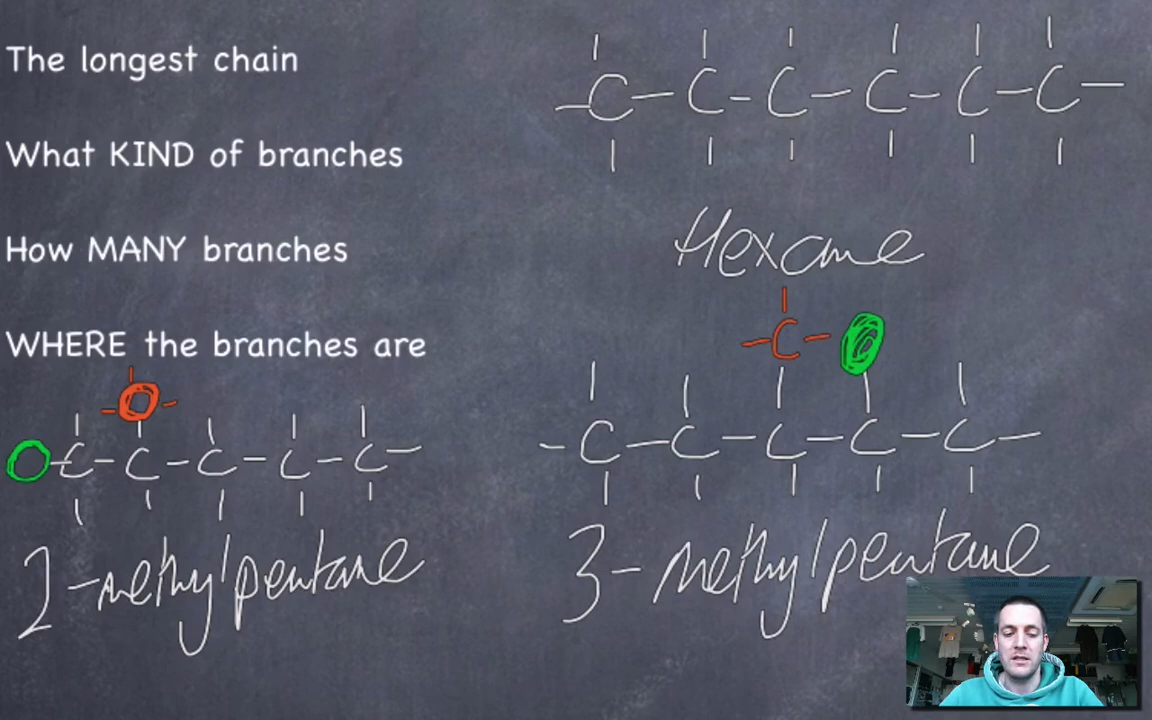 The longest chain
What KIND of branches
How MANY branches
WHERE the branches are
C - C - C - C - C - C
Hexane
C
C - C - C - C - C
2-methylpentane
C - C - C - C - C
3-methylpentane